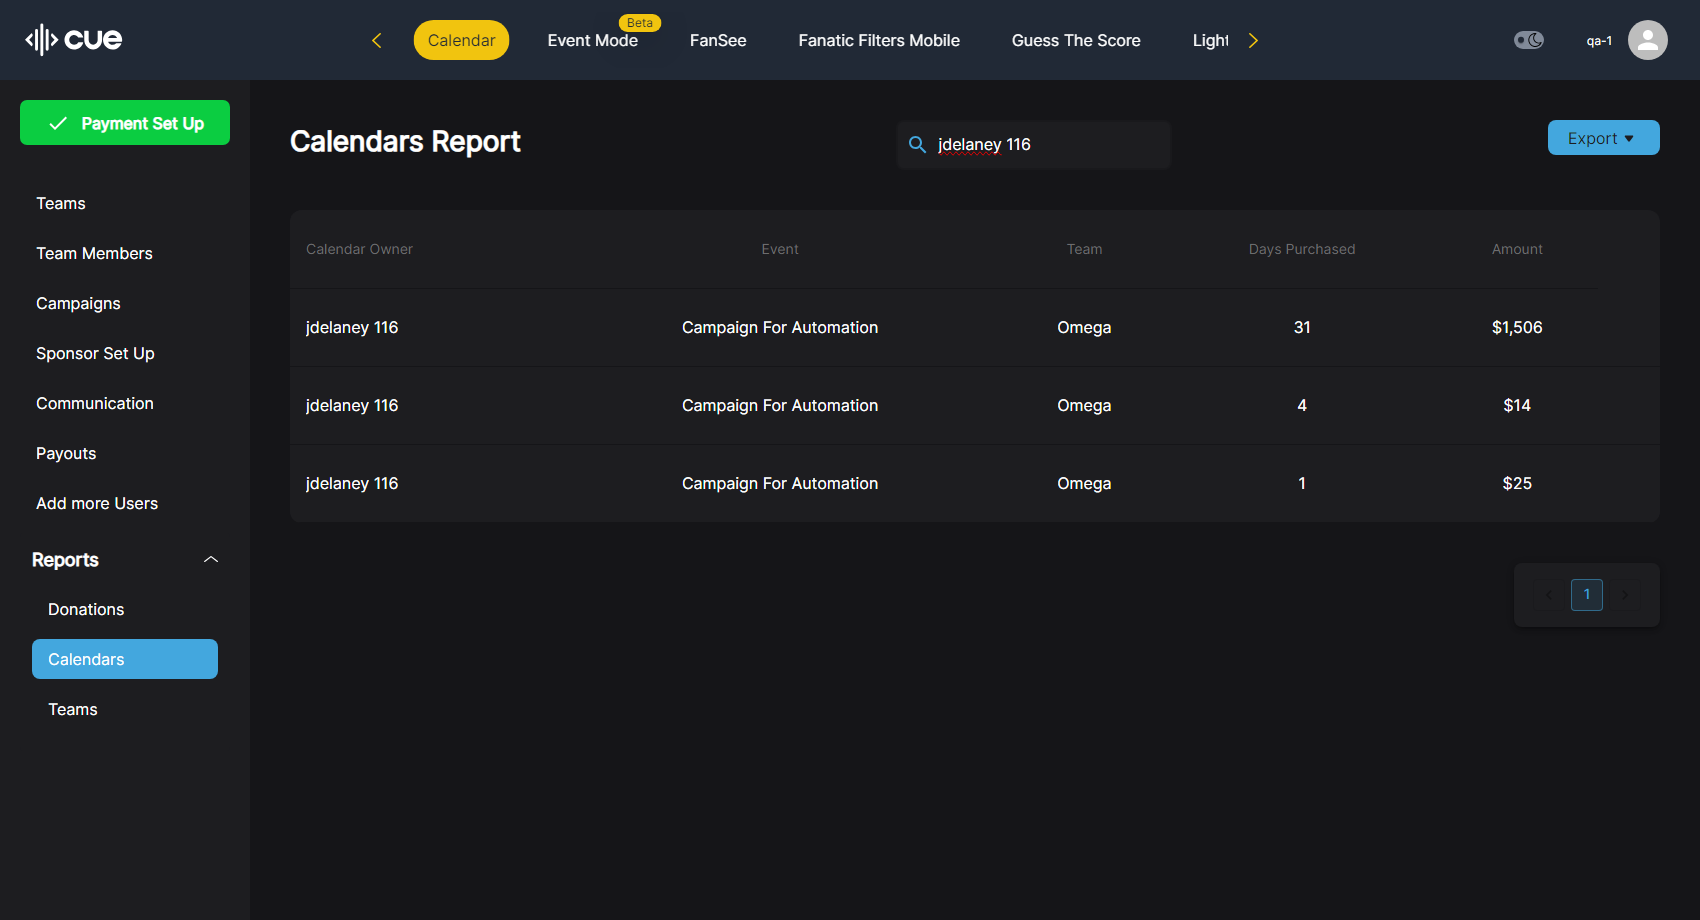 cue
Calendar
Event Mode
Beta
FanSee
Fanatic Filters Mobile
Guess The Score
Light
qa-1
Payment Set Up
Teams
Team Members
Campaigns
Sponsor Set Up
Communication
Payouts
Add more Users
Reports
Donations
Calendars
Teams
Calendars Report
jdelaney 116
Export
Calendar Owner Event Team Days Purchased Amount
jdelaney 116 Campaign For Automation Omega 31 $1,506
jdelaney 116 Campaign For Automation Omega 4 $14
jdelaney 116 Campaign For Automation Omega 1 $25
1